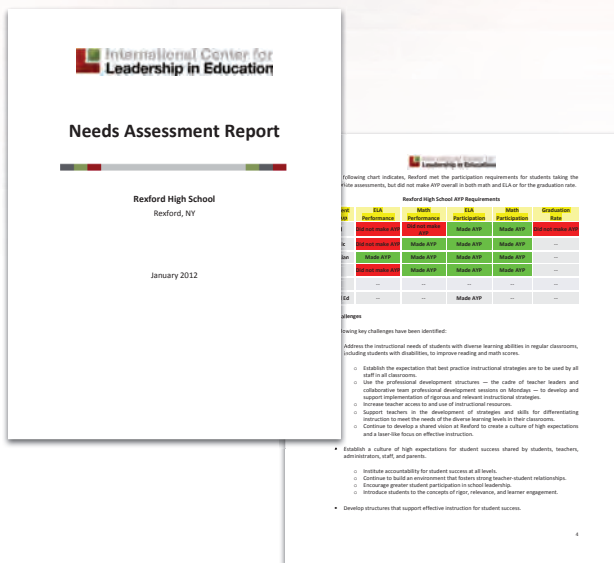 International Center for
Leadership in Education
Needs Assessment Report
Rexford High School
Rexford, NY
January 2012
International Center for
Leadership in Education
following chart indicates, Rexford met the participation requirements for students taking the
assessments, but did not make AYP overall in both math and ELA or for the graduation rate.
Rexford High School AYP Requirements
ELA Performance Math Performance ELA Participation Math Participation Graduation Rate
Did not make AYP Did not make AYP Made AYP Made AYP Did not make AYP
Did not make AYP Made AYP Made AYP Made AYP --
Made AYP Made AYP Made AYP Made AYP --
Did not make AYP Made AYP Made AYP Made AYP --
-- -- -- -- --
Ed -- -- Made AYP -- --
allenges
owing key challenges have been identified:
Address the instructional needs of students with diverse learning abilities in regular classrooms,
including students with disabilities, to improve reading and math scores.
o Establish the expectation that best practice instructional strategies are to be used by all
staff in all classrooms.
o Use the professional development structures — the cadre of teacher leaders and
collaborative team professional development sessions on Mondays — to develop and
support implementation of rigorous and relevant instructional strategies.
o Increase teacher access to and use of instructional resources.
o Support teachers in the development of strategies and skills for differentiating
instruction to meet the needs of the diverse learning levels in their classrooms.
o Continue to develop a shared vision at Rexford to create a culture of high expectations
and a laser-like focus on effective instruction.
• Establish a culture of high expectations for student success shared by students, teachers,
administrators, staff, and parents.
o Institute accountability for student success at all levels.
o Continue to build an environment that fosters strong teacher-student relationships.
o Encourage greater student participation in school leadership.
o Introduce students to the concepts of rigor, relevance, and learner engagement.
• Develop structures that support effective instruction for student success.
4